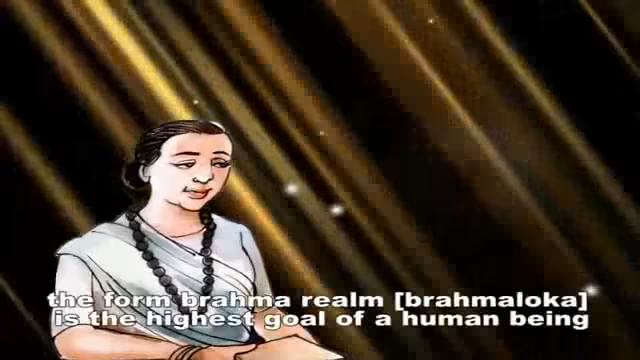 the form brahma realm [brahmaloka]
is the highest goal of a human being